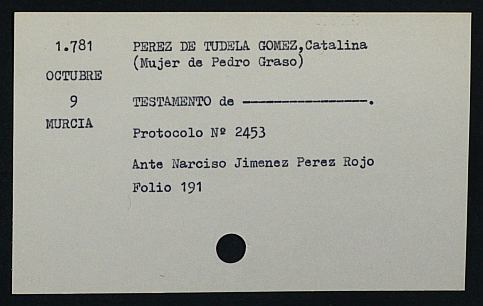 1.781
PEREZ DE TUDELA GOMEZ,Catalina
(Mujer de Pedro Graso)
OCTUBRE
9
TESTAMENTO de ----------------.
MURCIA
Protocolo Nº 2453
Ante Narciso Jimenez Perez Rojo
Folio 191